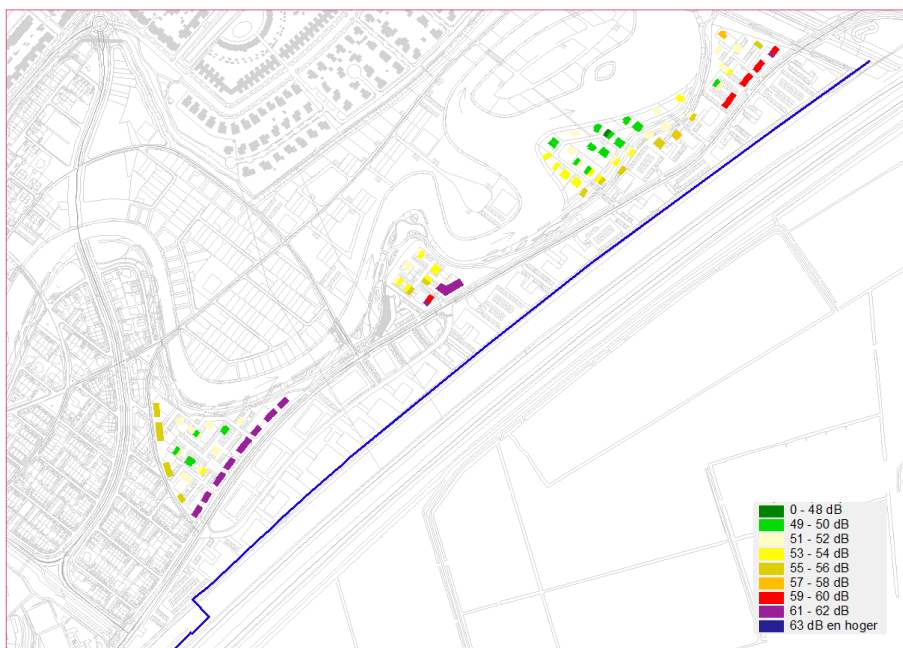 0 - 48 dB
49 - 50 dB
51 - 52 dB
53 - 54 dB
55 - 56 dB
57 - 58 dB
59 - 60 dB
61 - 62 dB
63 dB en hoger